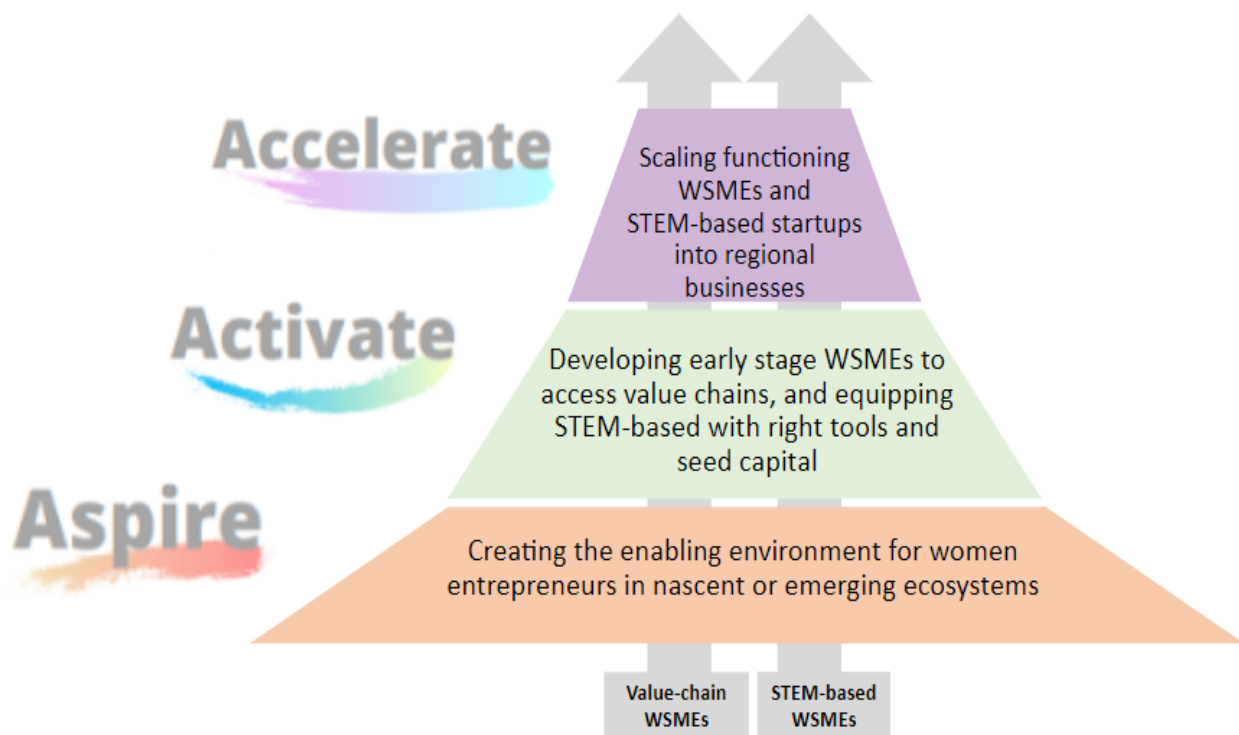 Accelerate
Scaling functioning
WSMEs and
STEM-based startups
into regional
businesses
Activate
Developing early stage WSMEs to
access value chains, and equipping
STEM-based with right tools and
seed capital
Aspire
Creating the enabling environment for women
entrepreneurs in nascent or emerging ecosystems
Value-chain
WSMEs
STEM-based
WSMEs